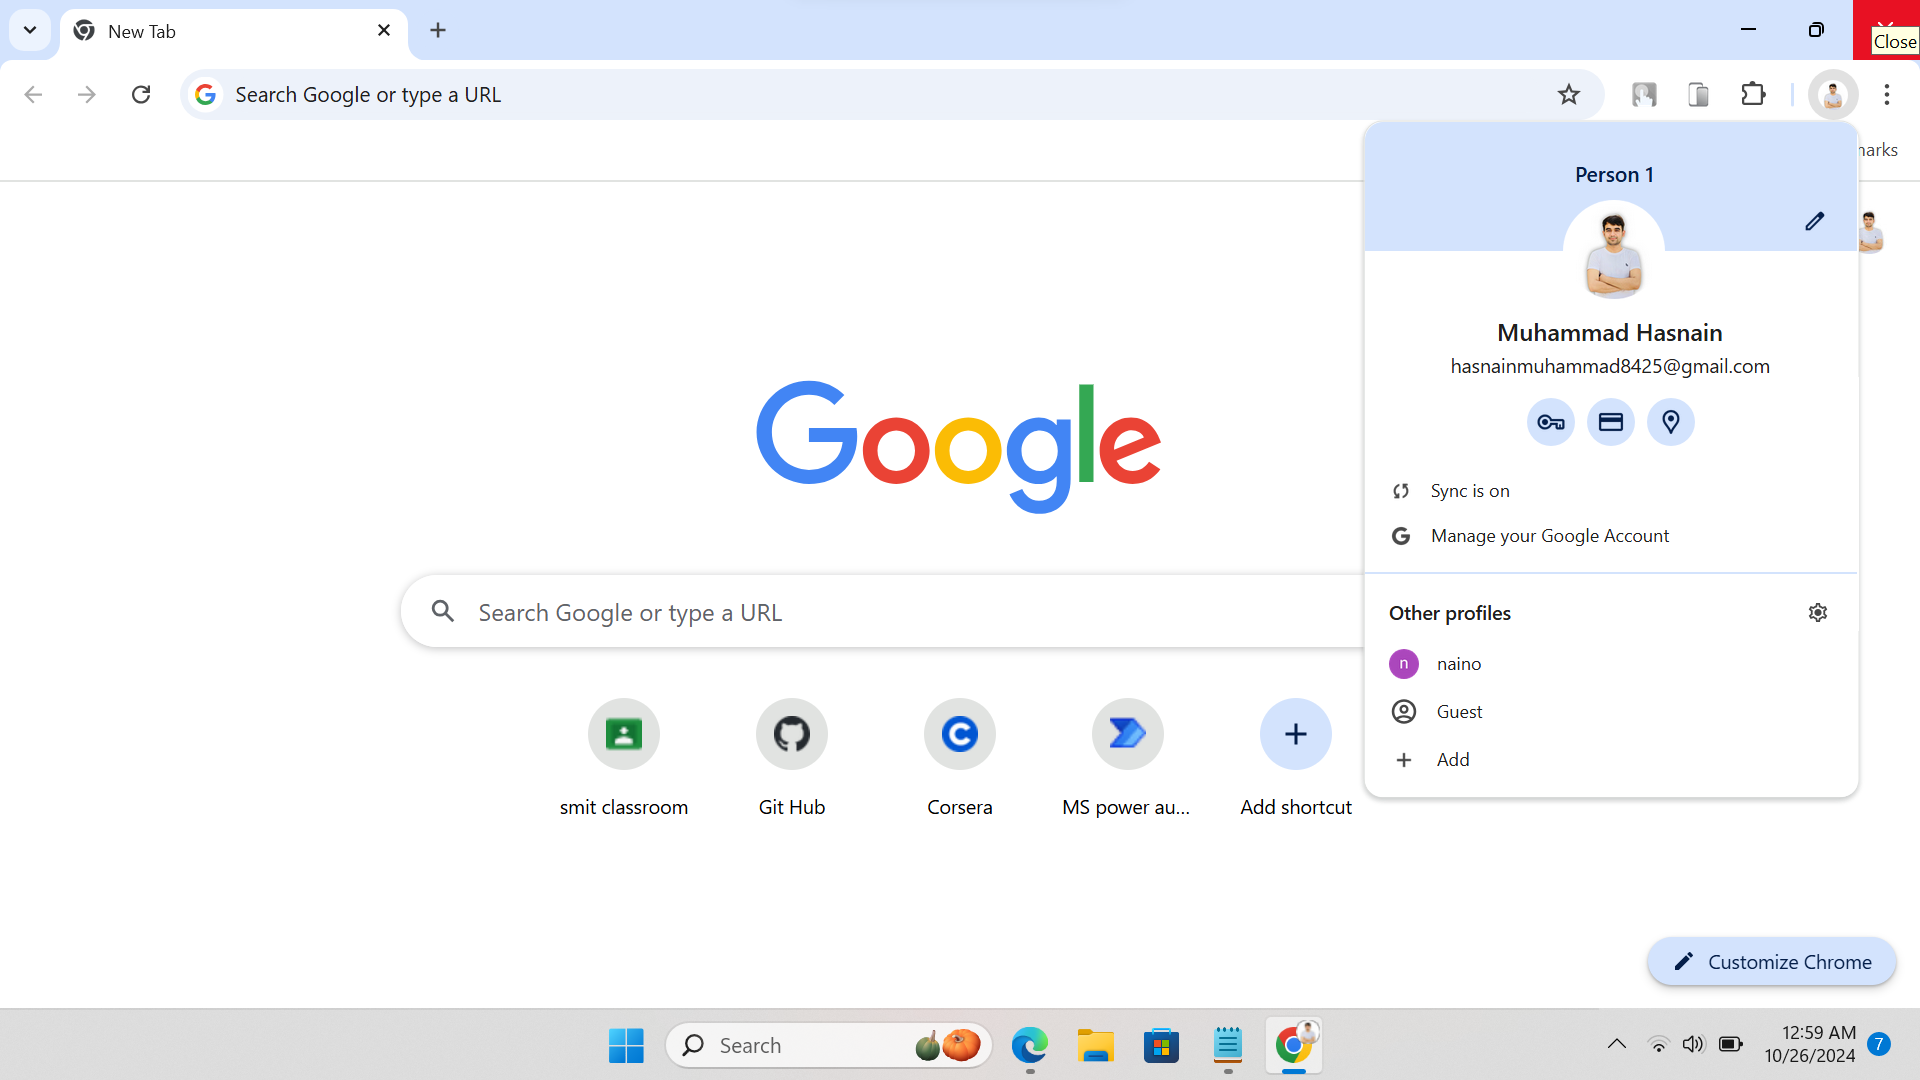 New Tab
Close
Search Google or type a URL
marks
Person 1
Muhammad Hasnain
hasnainmuhammad8425@gmail.com
Sync is on
Manage your Google Account
Other profiles
n naino
Guest
Add
Google
Search Google or type a URL
smit classroom
Git Hub
Corsera
MS power au...
Add shortcut
Customize Chrome
Search
12:59 AM
10/26/2024
7